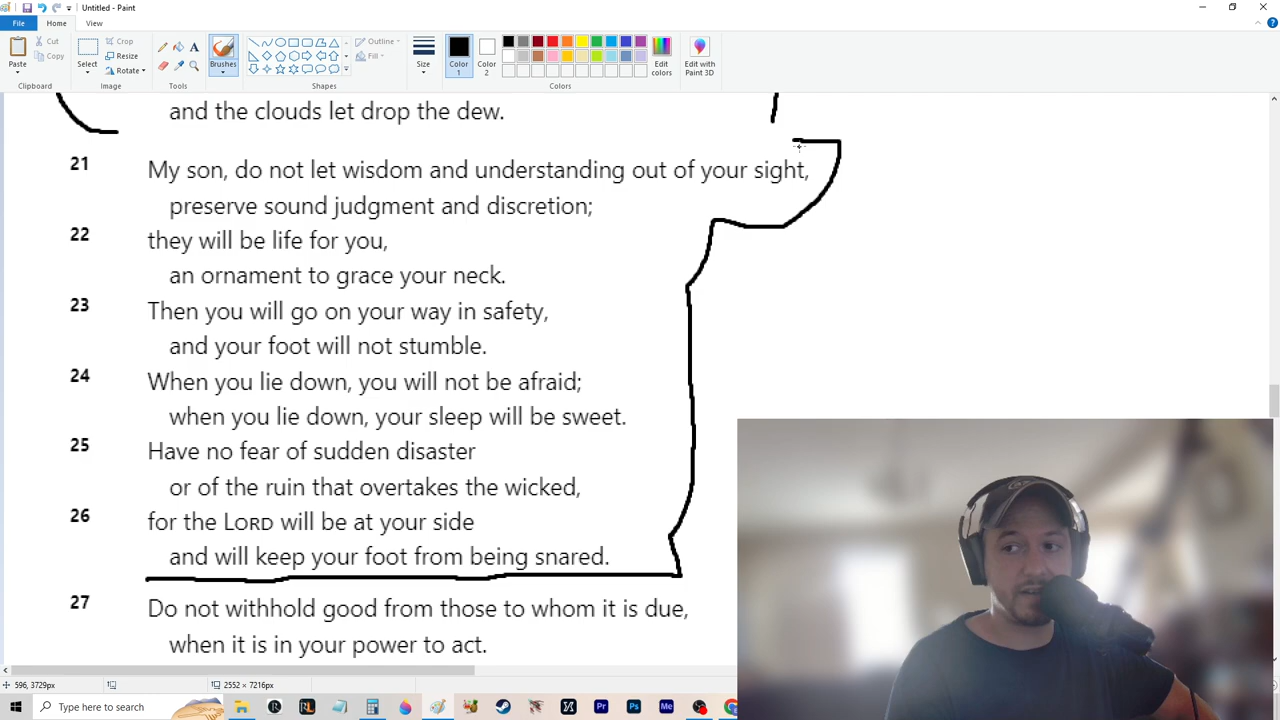 Untitled - Paint
File Home View
Paste Cut Copy Clipboard
Select Crop Resize Rotate Image
Tools
Brushes
Outline Fill Shapes
Size
Color 1 Color 2 Edit colors Colors
Edit with Paint 3D
and the clouds let drop the dew.
21 My son, do not let wisdom and understanding out of your sight,
preserve sound judgment and discretion;
22 they will be life for you,
an ornament to grace your neck.
23 Then you will go on your way in safety,
and your foot will not stumble.
24 When you lie down, you will not be afraid;
when you lie down, your sleep will be sweet.
25 Have no fear of sudden disaster
or of the ruin that overtakes the wicked,
26 for the LORD will be at your side
and will keep your foot from being snared.
27 Do not withhold good from those to whom it is due,
when it is in your power to act.
596, 3729px 2552 × 7216px
Type here to search Pr Ps Me